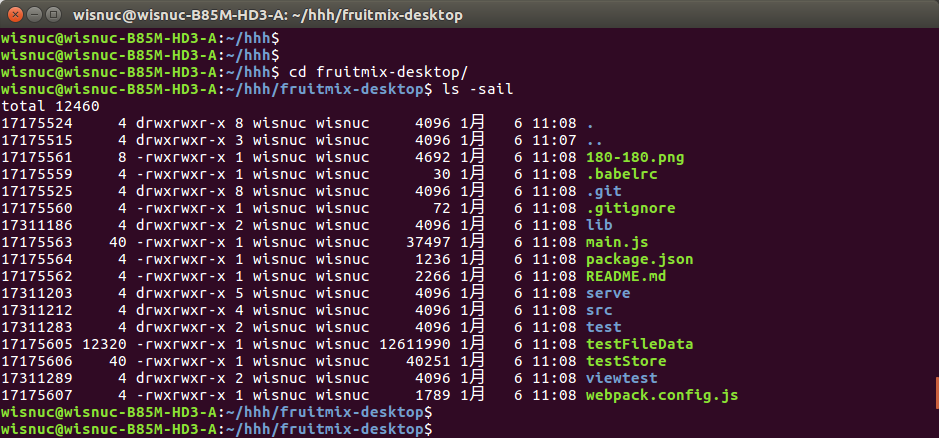 wisnuc@wisnuc-B85M-HD3-A: ~/hhh/fruitmix-desktop
wisnuc@wisnuc-B85M-HD3-A:~/hhh$
wisnuc@wisnuc-B85M-HD3-A:~/hhh$
wisnuc@wisnuc-B85M-HD3-A:~/hhh$ cd fruitmix-desktop/
wisnuc@wisnuc-B85M-HD3-A:~/hhh/fruitmix-desktop$ ls -sail
total 12460
17175524     4 drwxrwxr-x 8 wisnuc wisnuc     4096 1月   6 11:08 .
17175515     4 drwxrwxr-x 3 wisnuc wisnuc     4096 1月   6 11:07 ..
17175561     8 -rwxrwxr-x 1 wisnuc wisnuc     4692 1月   6 11:08 180-180.png
17175559     4 -rwxrwxr-x 1 wisnuc wisnuc       30 1月   6 11:08 .babelrc
17175525     4 drwxrwxr-x 8 wisnuc wisnuc     4096 1月   6 11:08 .git
17175560     4 -rwxrwxr-x 1 wisnuc wisnuc       72 1月   6 11:08 .gitignore
17311186     4 drwxrwxr-x 2 wisnuc wisnuc     4096 1月   6 11:08 lib
17175563    40 -rwxrwxr-x 1 wisnuc wisnuc    37497 1月   6 11:08 main.js
17175564     4 -rwxrwxr-x 1 wisnuc wisnuc     1236 1月   6 11:08 package.json
17175562     4 -rwxrwxr-x 1 wisnuc wisnuc     2266 1月   6 11:08 README.md
17311203     4 drwxrwxr-x 5 wisnuc wisnuc     4096 1月   6 11:08 serve
17311212     4 drwxrwxr-x 4 wisnuc wisnuc     4096 1月   6 11:08 src
17311283     4 drwxrwxr-x 2 wisnuc wisnuc     4096 1月   6 11:08 test
17175605 12320 -rwxrwxr-x 1 wisnuc wisnuc 12611990 1月   6 11:08 testFileData
17175606    40 -rwxrwxr-x 1 wisnuc wisnuc    40251 1月   6 11:08 testStore
17311289     4 drwxrwxr-x 2 wisnuc wisnuc     4096 1月   6 11:08 viewtest
17175607     4 -rwxrwxr-x 1 wisnuc wisnuc     1789 1月   6 11:08 webpack.config.js
wisnuc@wisnuc-B85M-HD3-A:~/hhh/fruitmix-desktop$
wisnuc@wisnuc-B85M-HD3-A:~/hhh/fruitmix-desktop$